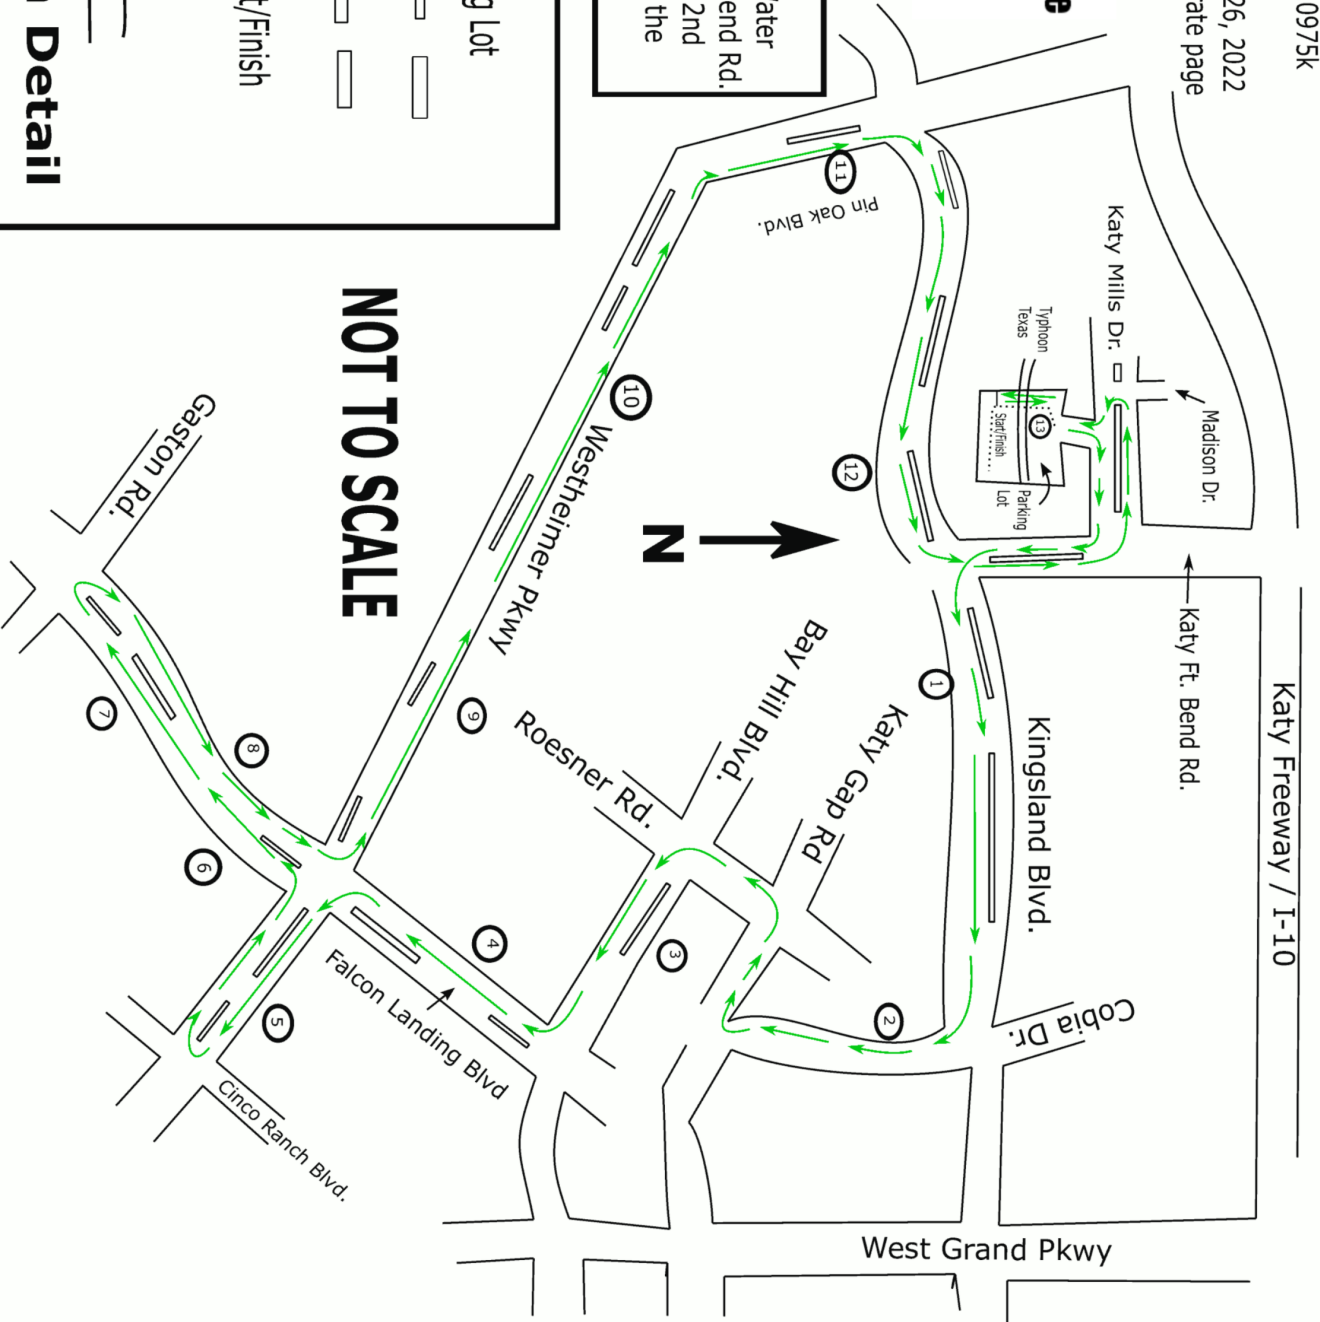 0975k
26, 2022
rate page
e
Water
end Rd.
2nd
the
g Lot
t/Finish
Detail
NOT TO SCALE
N
Pin Oak Blvd.
Katy Mills Dr.
Madison Dr.
Typhoon
Texas
Start/Finish
Parking
Lot
Katy Ft. Bend Rd.
Katy Freeway / I-10
Kingsland Blvd.
Cobia Dr.
Katy Gap Rd
Bay Hill Blvd.
Roesner Rd.
Westheimer Pkwy
Gaston Rd.
Falcon Landing Blvd
Cinco Ranch Blvd.
West Grand Pkwy
1
2
3
4
5
6
7
8
9
10
11
12
13